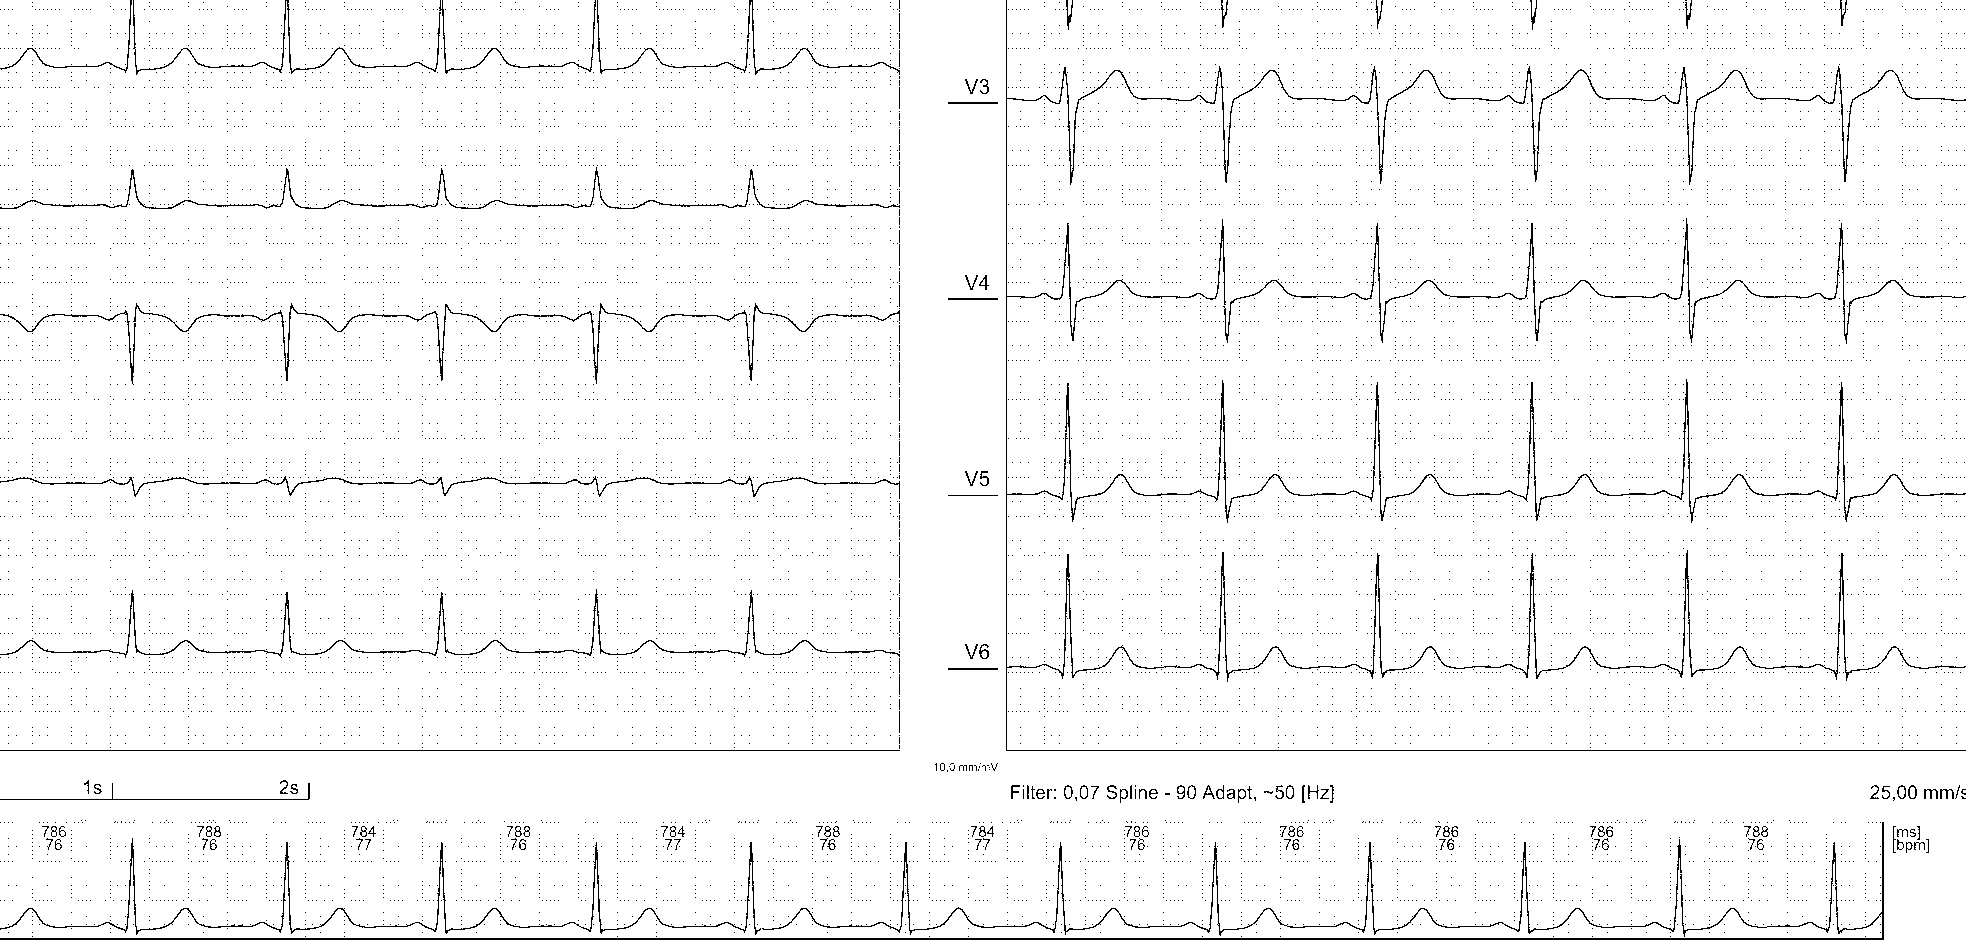 V3
V4
V5
V6
10,0 mm/mV
1s 2s
Filter: 0,07 Spline - 90 Adapt, ~50 [Hz]
25,00 mm/s
786 788 784 788 784 788 784 786 786 786 786 788 [ms]
76 76 77 76 77 76 77 76 76 76 76 76 [bpm]